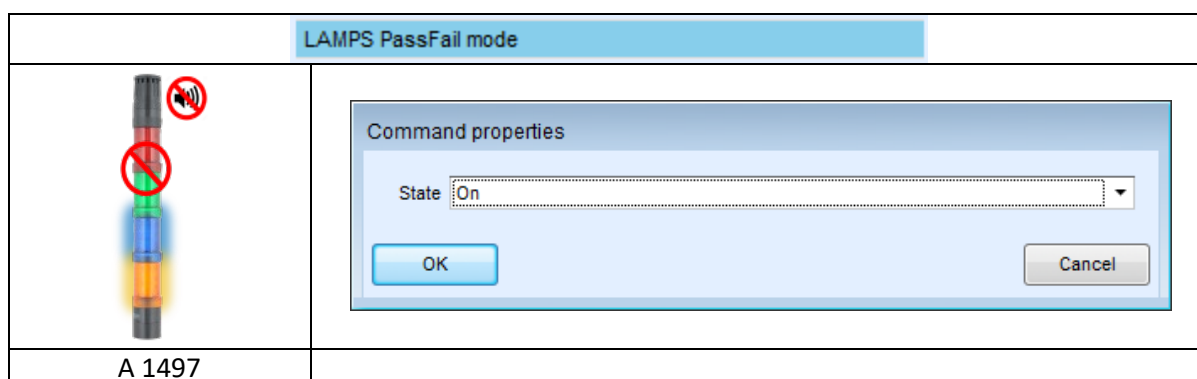 LAMPS PassFail mode
Command properties
State On
OK Cancel
A 1497